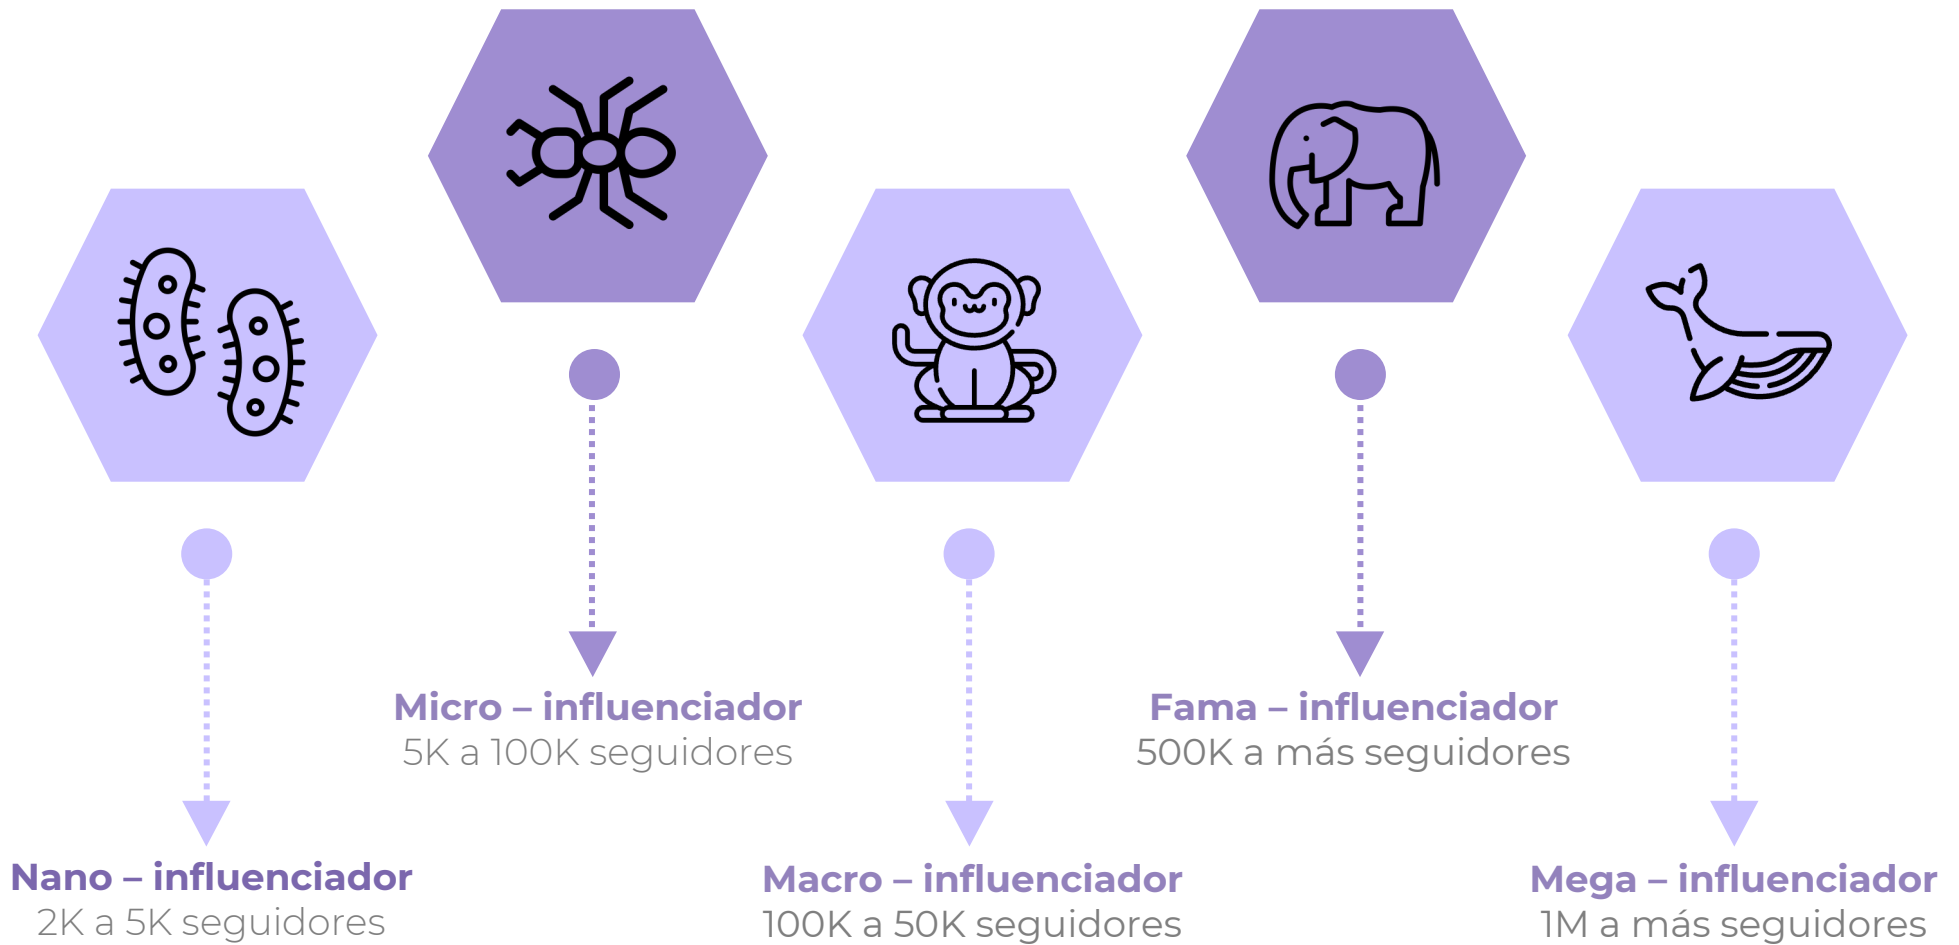 Micro – influenciador
5K a 100K seguidores
Fama – influenciador
500K a más seguidores
Nano – influenciador
2K a 5K seguidores
Macro – influenciador
100K a 50K seguidores
Mega – influenciador
1M a más seguidores